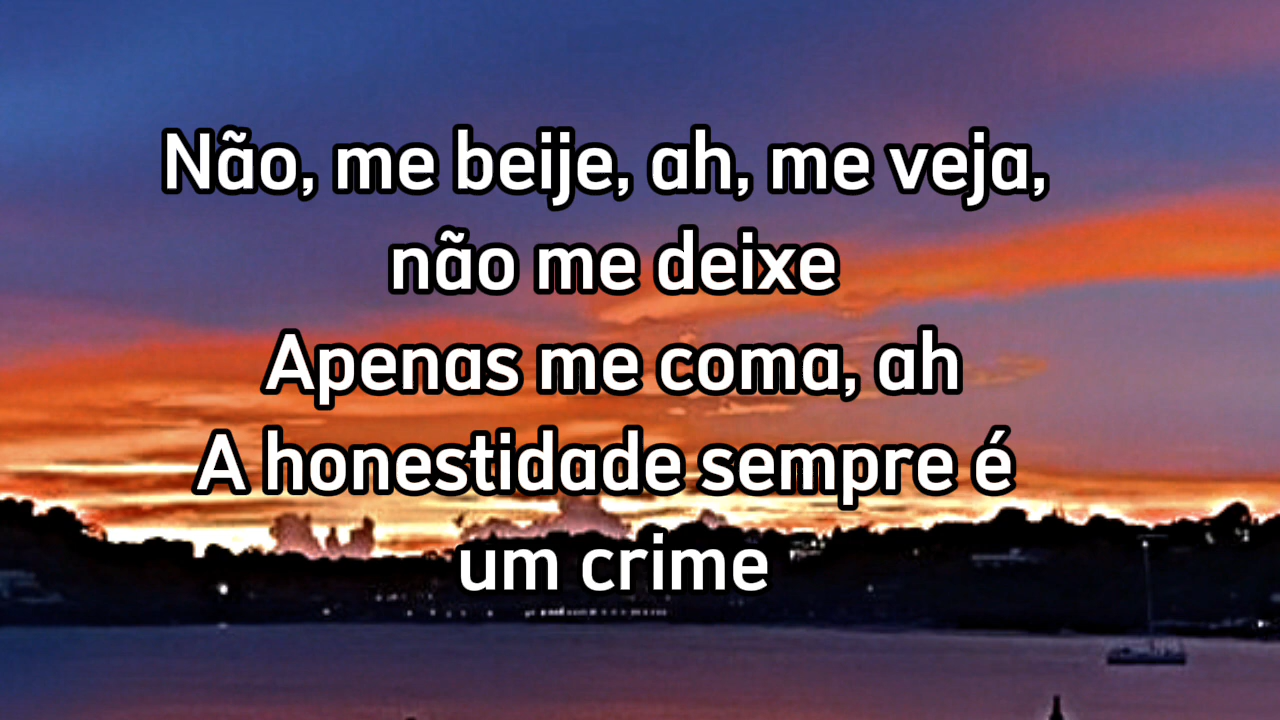 Não, me beije, ah, me veja,
não me deixe
Apenas me coma, ah
A honestidade sempre é
um crime